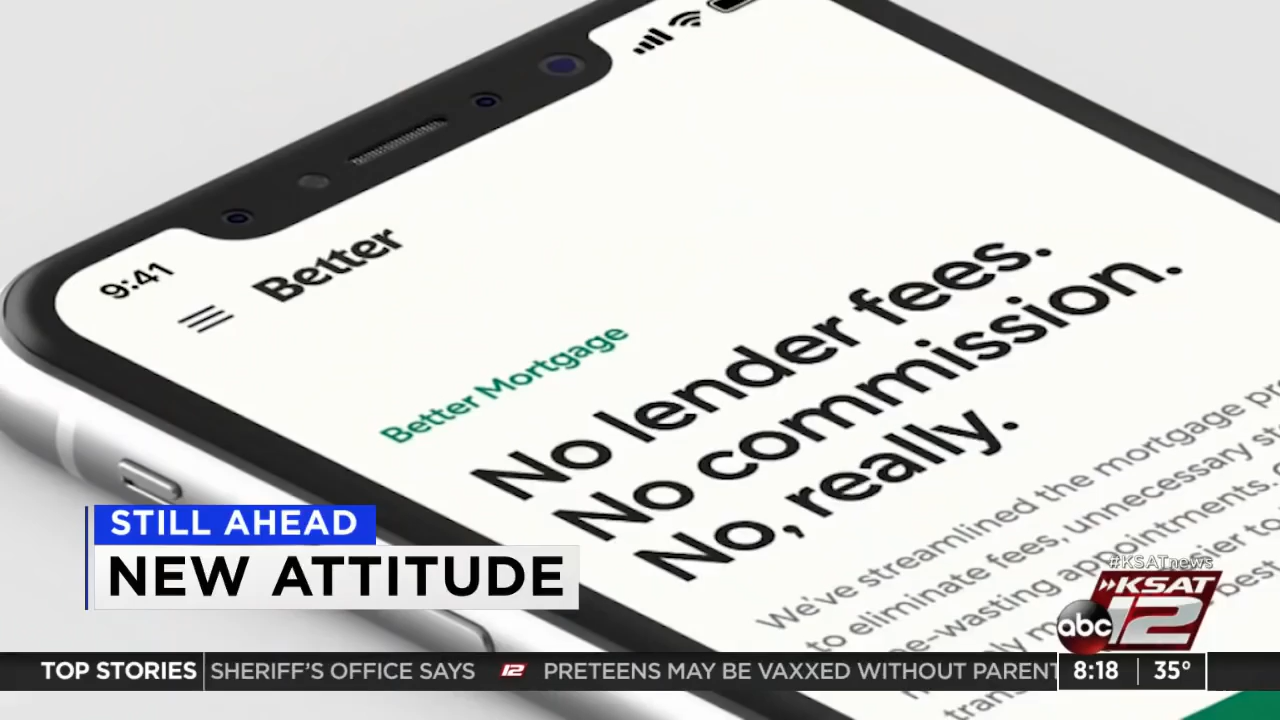 9:41
Better
Better Mortgage
No lender fees.
No commission.
No, really.
We've streamlined the mortgage
to eliminate fees, unnecessary
appointments.
best
STILL AHEAD
NEW ATTITUDE
#KSATnews
KSAT
abc 12
TOP STORIES SHERIFF'S OFFICE SAYS 12 PRETEENS MAY BE VAXXED WITHOUT PARENT 8:18 35°